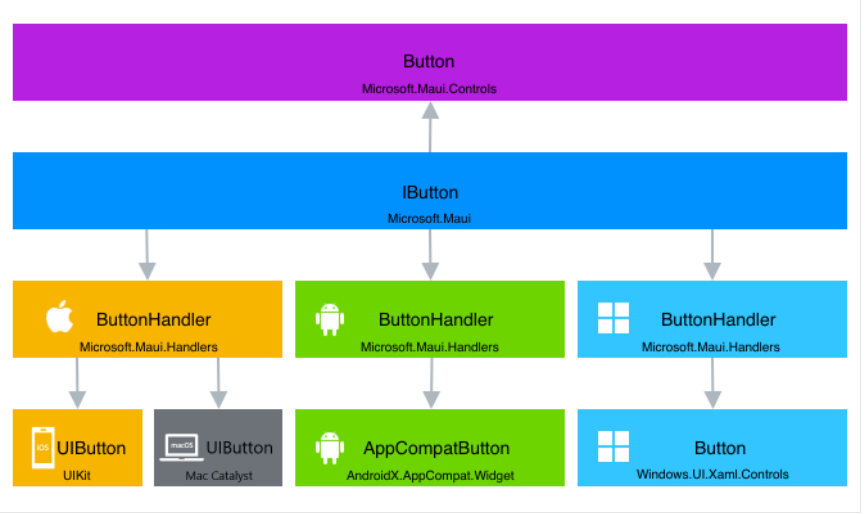 Button
Microsoft.Maui.Controls
IButton
Microsoft.Maui
ButtonHandler
Microsoft.Maui.Handlers
ButtonHandler
Microsoft.Maui.Handlers
ButtonHandler
Microsoft.Maui.Handlers
iOS
UIButton
UIKit
macOS
UIButton
Mac Catalyst
AppCompatButton
AndroidX.AppCompat.Widget
Button
Windows.UI.Xaml.Controls